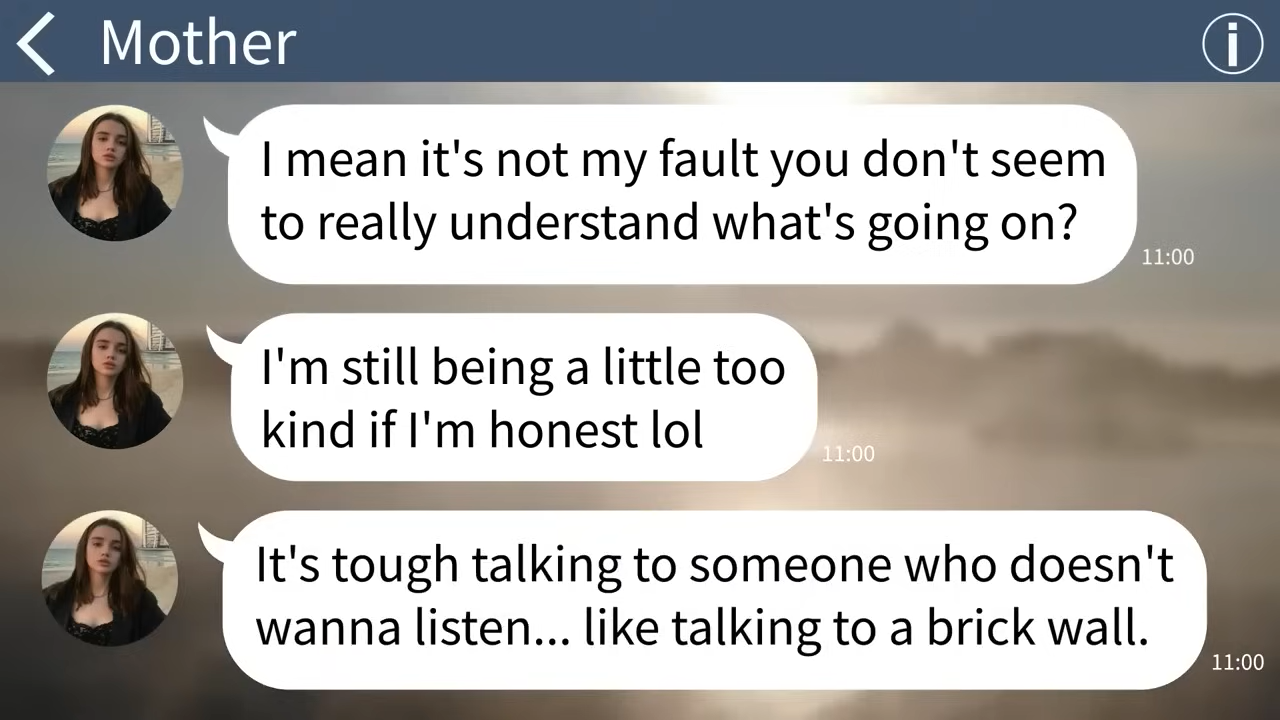 Mother
I mean it's not my fault you don't seem
to really understand what's going on?
11:00
I'm still being a little too
kind if I'm honest lol
11:00
It's tough talking to someone who doesn't
wanna listen... like talking to a brick wall.
11:00